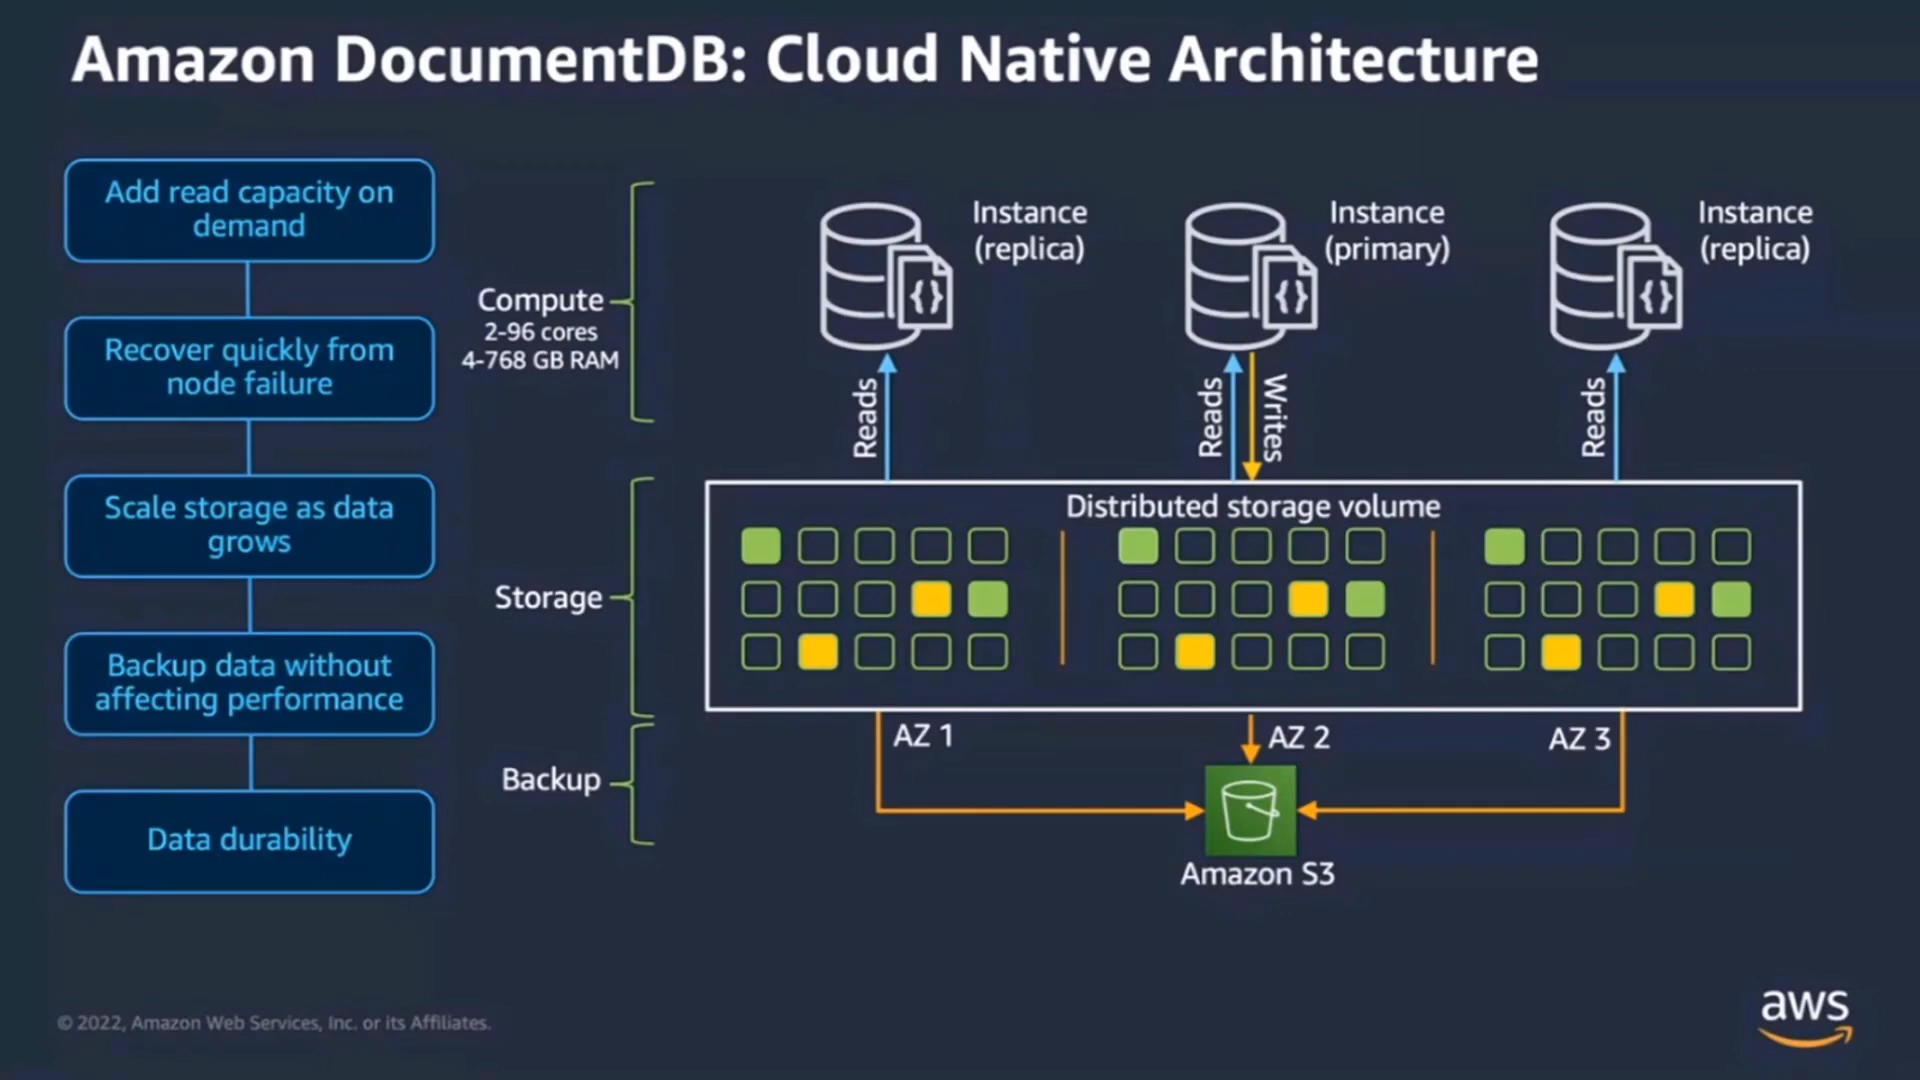 Amazon DocumentDB: Cloud Native Architecture
Add read capacity on
demand
Recover quickly from
node failure
Scale storage as data
grows
Backup data without
affecting performance
Data durability
Compute
2-96 cores
4-768 GB RAM
Storage
Backup
Instance
(replica)
Instance
(primary)
Instance
(replica)
Reads
Reads
Writes
Reads
Distributed storage volume
AZ 1
AZ 2
AZ 3
Amazon S3
© 2022, Amazon Web Services, Inc. or its Affiliates.
aws